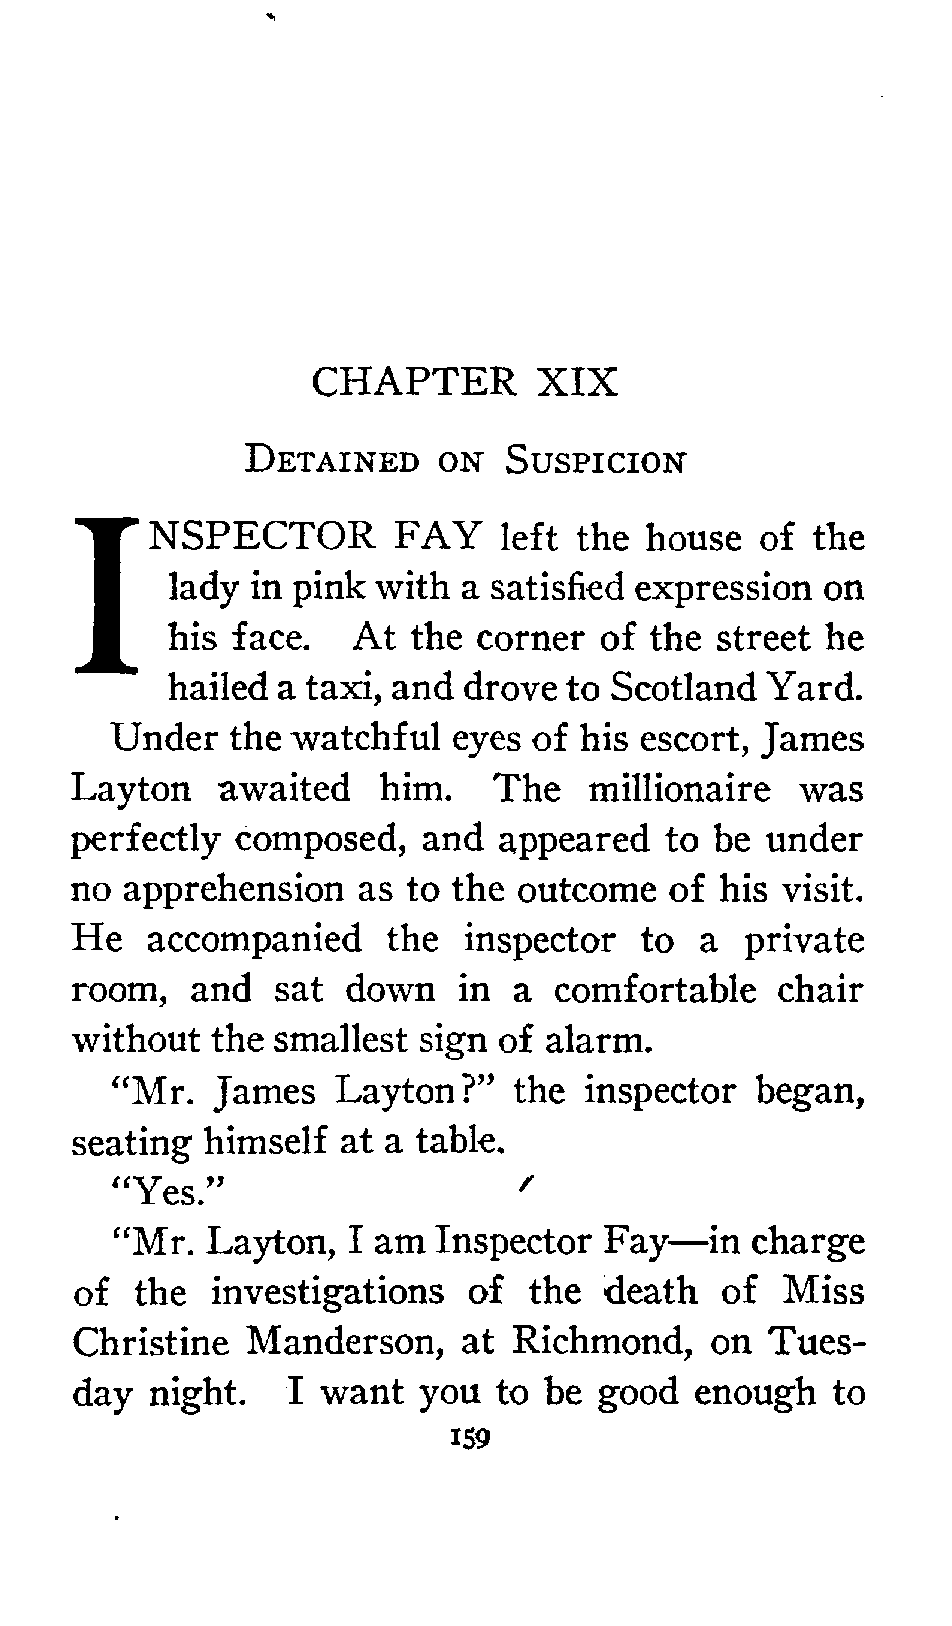 CHAPTER XIX
DETAINED ON SUSPICION
INSPECTOR FAY left the house of the
lady in pink with a satisfied expression on
his face. At the corner of the street he
hailed a taxi, and drove to Scotland Yard.
Under the watchful eyes of his escort, James
Layton awaited him. The millionaire was
perfectly composed, and appeared to be under
no apprehension as to the outcome of his visit.
He accompanied the inspector to a private
room, and sat down in a comfortable chair
without the smallest sign of alarm.
“Mr. James Layton?” the inspector began,
seating himself at a table.
“Yes.”
“Mr. Layton, I am Inspector Fay—in charge
of the investigations of the death of Miss
Christine Manderson, at Richmond, on Tues-
day night. I want you to be good enough to
159